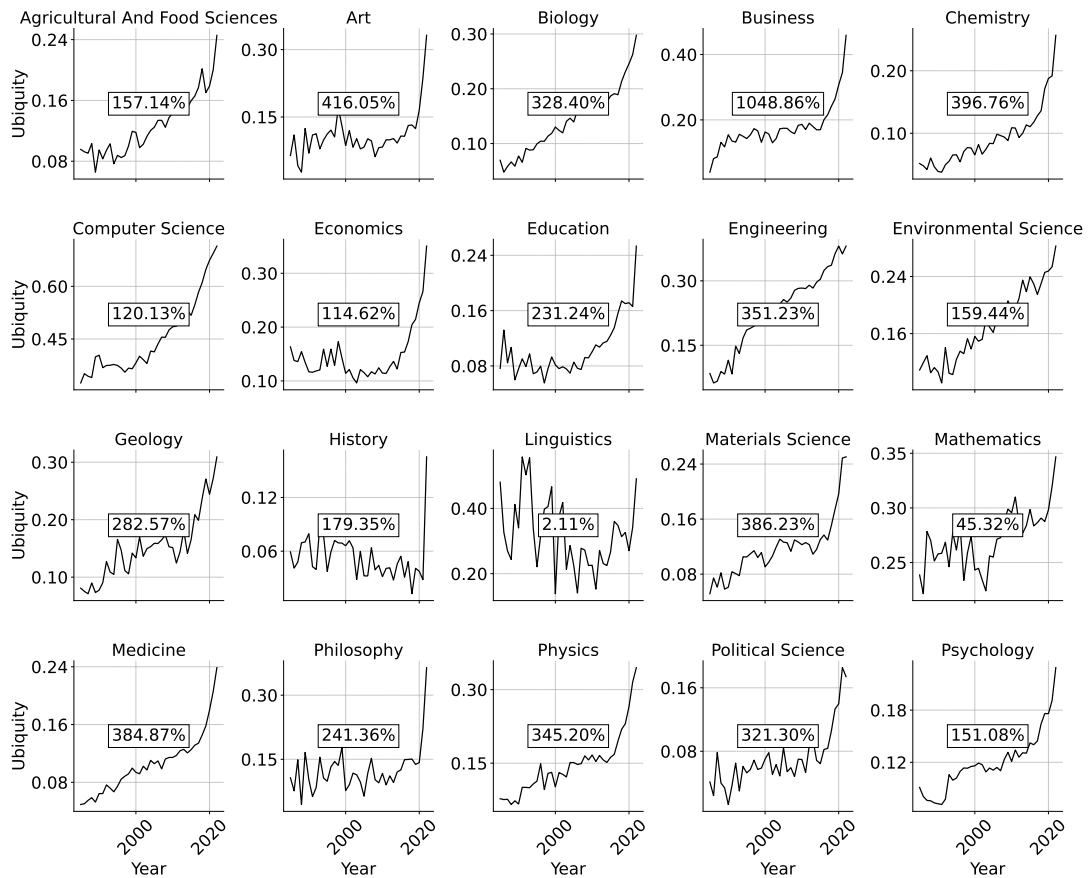 Agricultural And Food Sciences Art Biology Business Chemistry
0.24 0.30 0.30 0.40 0.20
0.16 0.15 0.20 0.20 0.10
0.08 0.10
Ubiquity
157.14% 416.05% 328.40% 1048.86% 396.76%
Computer Science Economics Education Engineering Environmental Science
0.60 0.30 0.24 0.30 0.24
0.45 0.20 0.16 0.15 0.16
0.10 0.08
Ubiquity
120.13% 114.62% 231.24% 351.23% 159.44%
Geology History Linguistics Materials Science Mathematics
0.30 0.12 0.40 0.24 0.35
0.20 0.06 0.20 0.16 0.30
0.10 0.08 0.25
Ubiquity
282.57% 179.35% 2.11% 386.23% 45.32%
Medicine Philosophy Physics Political Science Psychology
0.24 0.30 0.30 0.16 0.18
0.16 0.15 0.15 0.08 0.12
0.08
Ubiquity
384.87% 241.36% 345.20% 321.30% 151.08%
2000 2020 2000 2020 2000 2020 2000 2020 2000 2020
Year Year Year Year Year